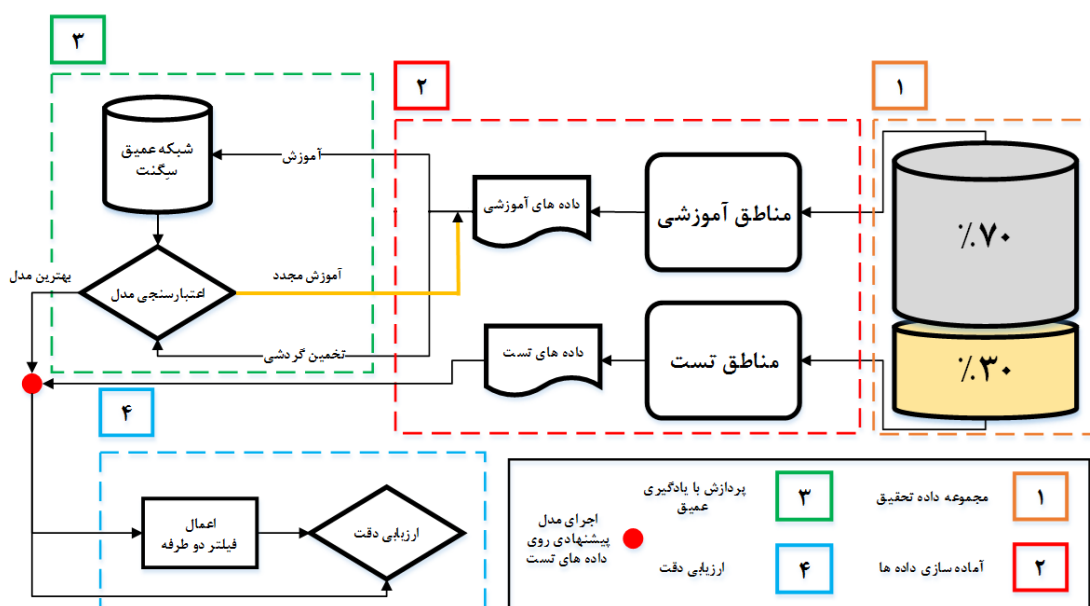 ۱
٪۷۰
٪۳۰
۲
مناطق آموزشی
داده های آموزشی
مناطق تست
داده های تست
۳
شبکه عمیق
سِگنت
آموزش
اعتبارسنجی مدل
آموزش مجدد
تخمین گردشی
بهترین مدل
۴
اعمال
فیلتر دو طرفه
ارزیابی دقت
۱
مجموعه داده تحقیق
۲
آماده سازی داده ها
۳
پردازش با یادگیری
عمیق
۴
ارزیابی دقت
اجرای مدل
پیشنهادی روی
داده های تست